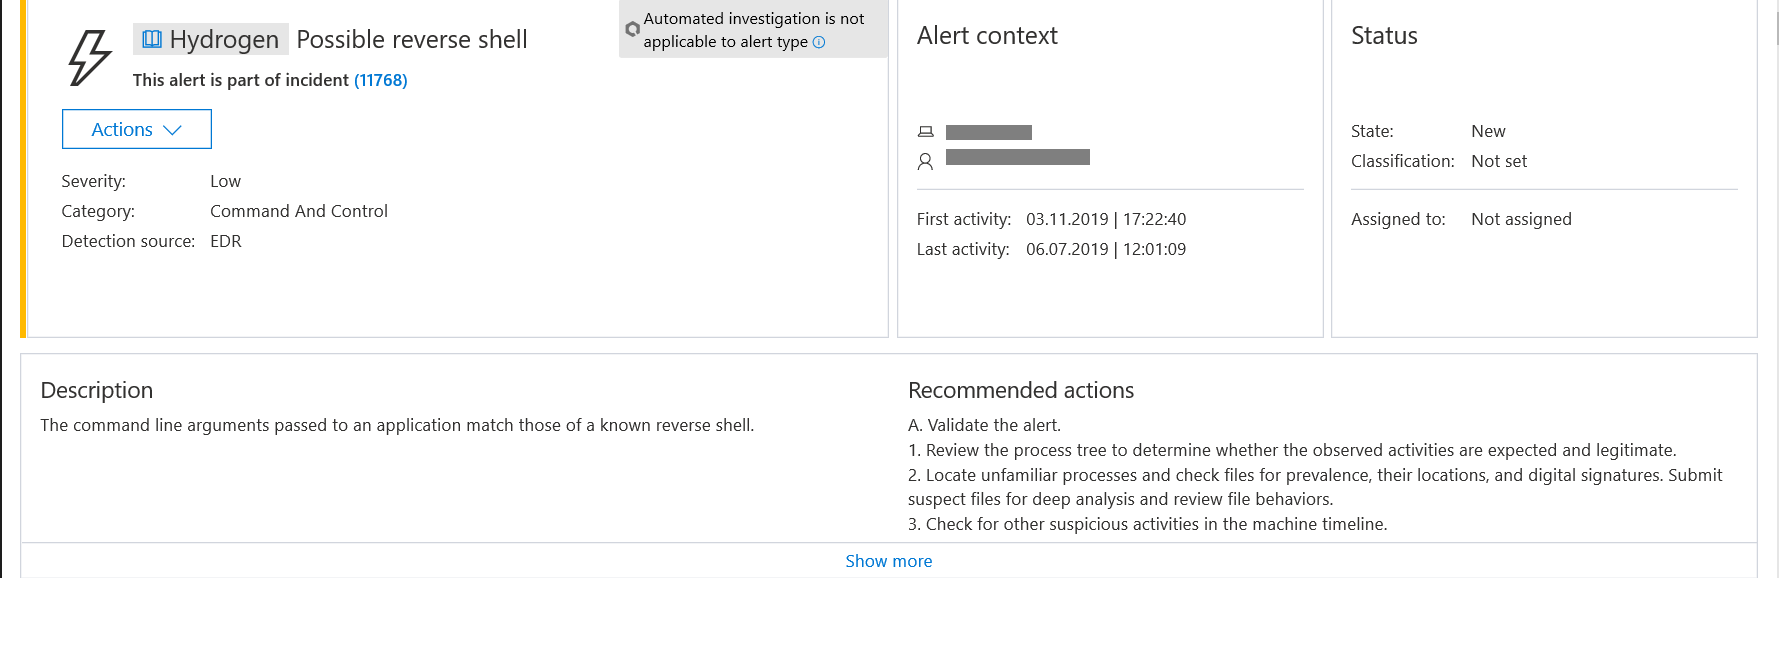 Hydrogen Possible reverse shell
This alert is part of incident (11768)
Automated investigation is not
applicable to alert type
Actions
Severity: Low
Category: Command And Control
Detection source: EDR
Alert context
First activity: 03.11.2019 | 17:22:40
Last activity: 06.07.2019 | 12:01:09
Status
State: New
Classification: Not set
Assigned to: Not assigned
Description
The command line arguments passed to an application match those of a known reverse shell.
Recommended actions
A. Validate the alert.
1. Review the process tree to determine whether the observed activities are expected and legitimate.
2. Locate unfamiliar processes and check files for prevalence, their locations, and digital signatures. Submit
suspect files for deep analysis and review file behaviors.
3. Check for other suspicious activities in the machine timeline.
Show more